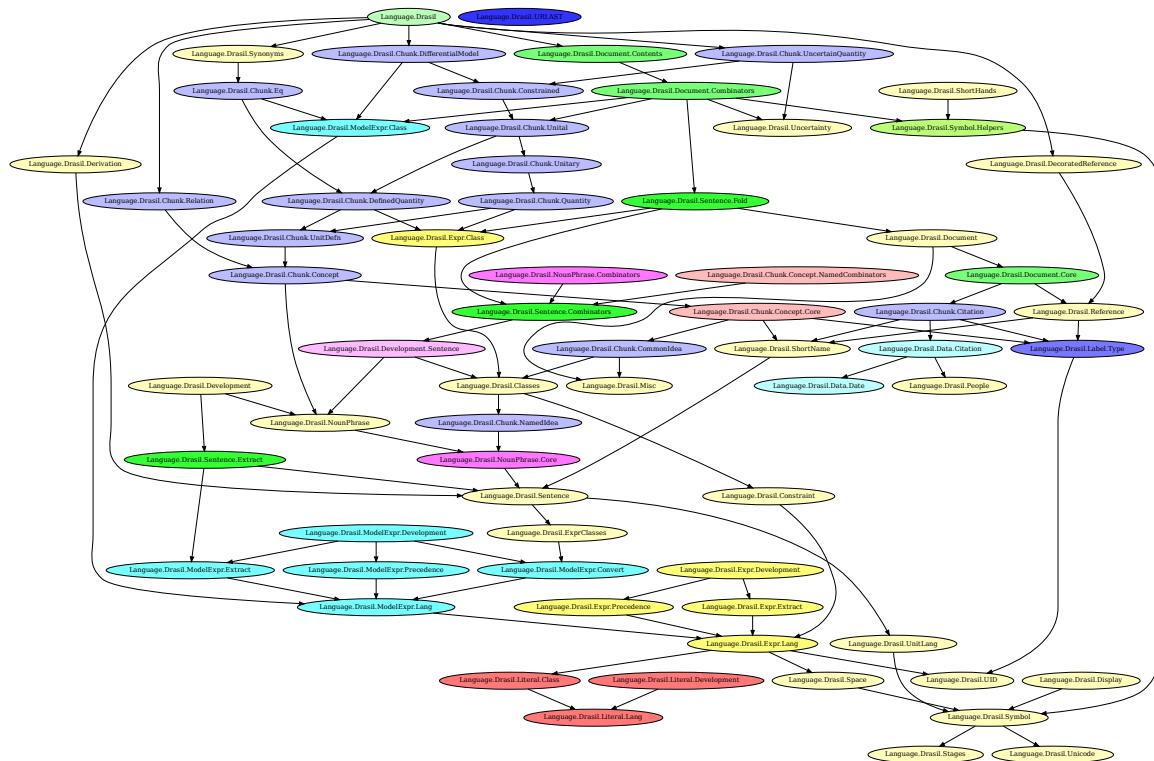 Language.Drasil
Language.Drasil.URI.AST
Language.Drasil.Synonyms
Language.Drasil.Chunk.DifferentialModel
Language.Drasil.Document.Contents
Language.Drasil.Chunk.UncertainQuantity
Language.Drasil.Chunk.Eq
Language.Drasil.Chunk.Constrained
Language.Drasil.Document.Combinators
Language.Drasil.ShortHands
Language.Drasil.ModelExpr.Class
Language.Drasil.Chunk.Unital
Language.Drasil.Uncertainty
Language.Drasil.Symbol.Helpers
Language.Drasil.Derivation
Language.Drasil.Chunk.Unitary
Language.Drasil.DecoratedReference
Language.Drasil.Chunk.Relation
Language.Drasil.Chunk.DefinedQuantity
Language.Drasil.Chunk.Quantity
Language.Drasil.Sentence.Fold
Language.Drasil.Chunk.UnitDefn
Language.Drasil.Expr.Class
Language.Drasil.Document
Language.Drasil.Chunk.Concept
Language.Drasil.NounPhrase.Combinators
Language.Drasil.Chunk.Concept.NamedCombinators
Language.Drasil.Document.Core
Language.Drasil.Sentence.Combinators
Language.Drasil.Chunk.Concept.Core
Language.Drasil.Chunk.Citation
Language.Drasil.Reference
Language.Drasil.Development.Sentence
Language.Drasil.Chunk.CommonIdea
Language.Drasil.ShortName
Language.Drasil.Data.Citation
Language.Drasil.Label.Type
Language.Drasil.Development
Language.Drasil.Classes
Language.Drasil.Misc
Language.Drasil.Data.Date
Language.Drasil.People
Language.Drasil.NounPhrase
Language.Drasil.Chunk.NamedIdea
Language.Drasil.Sentence.Extract
Language.Drasil.NounPhrase.Core
Language.Drasil.Sentence
Language.Drasil.Constraint
Language.Drasil.ModelExpr.Development
Language.Drasil.ExprClasses
Language.Drasil.ModelExpr.Extract
Language.Drasil.ModelExpr.Precedence
Language.Drasil.ModelExpr.Convert
Language.Drasil.Expr.Development
Language.Drasil.ModelExpr.Lang
Language.Drasil.Expr.Precedence
Language.Drasil.Expr.Extract
Language.Drasil.Expr.Lang
Language.Drasil.UnitLang
Language.Drasil.Literal.Class
Language.Drasil.Literal.Development
Language.Drasil.Space
Language.Drasil.UID
Language.Drasil.Display
Language.Drasil.Literal.Lang
Language.Drasil.Symbol
Language.Drasil.Stages
Language.Drasil.Unicode